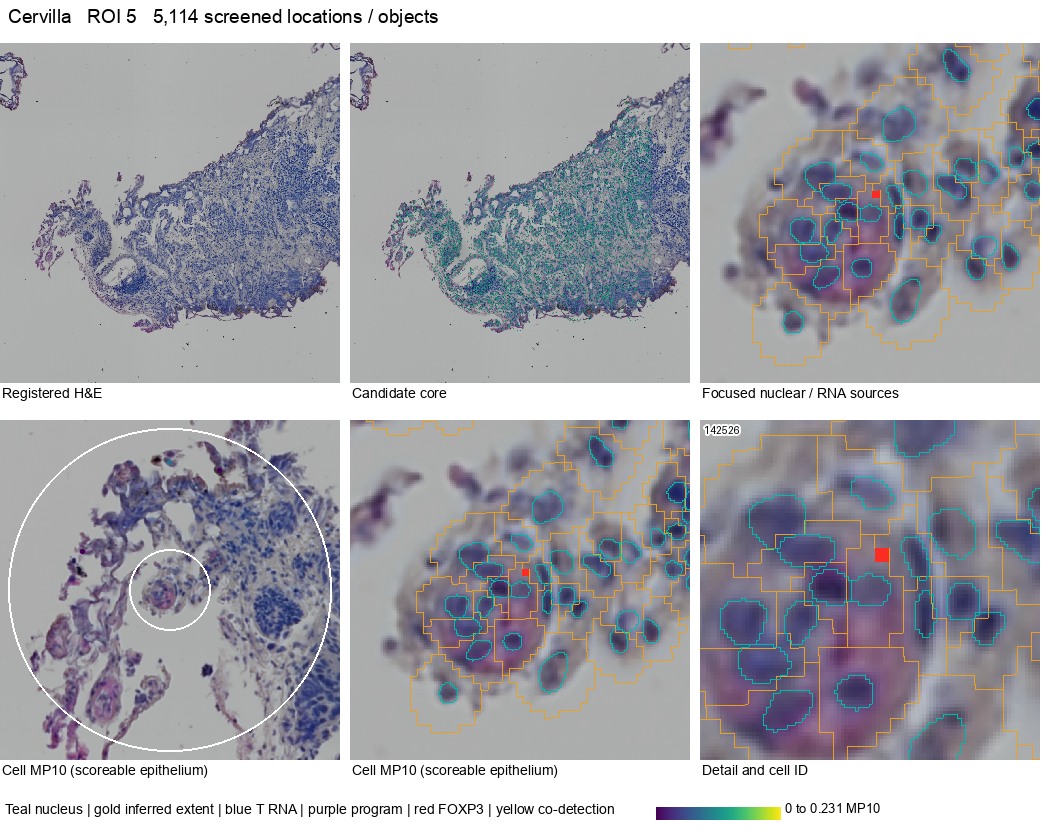 Cervilla   ROI 5   5,114 screened locations / objects
Registered H&E
Candidate core
Focused nuclear / RNA sources
142526
Cell MP10 (scoreable epithelium)
Cell MP10 (scoreable epithelium)
Detail and cell ID
Teal nucleus | gold inferred extent | blue T RNA | purple program | red FOXP3 | yellow co-detection
0 to 0.231 MP10